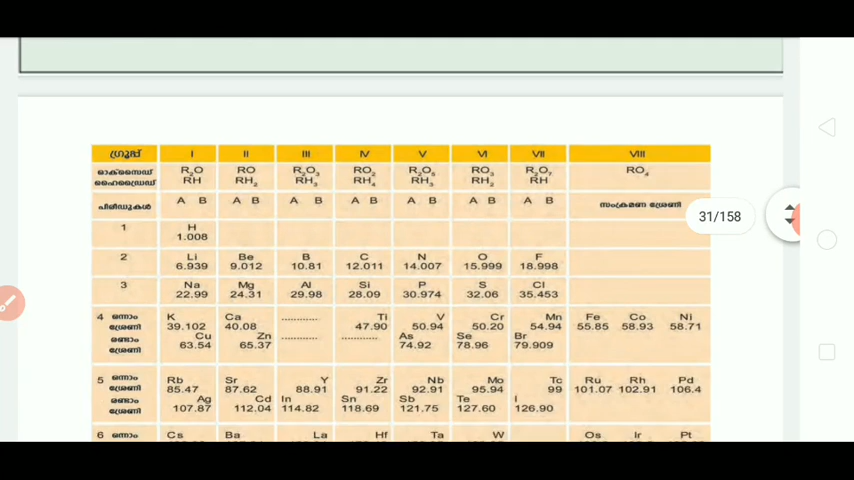 ഗ്രൂപ്പ് I II III IV V VI VII VIII
ഓക്സൈഡ് R₂O RO R₂O₃ RO₂ R₂O₅ RO₃ R₂O₇ RO₄
ഹൈഡ്രൈഡ് RH RH₂ RH₃ RH₄ RH₃ RH₂ RH
പിരീഡുകൾ A B A B A B A B A B A B A B സംക്രമണ ശ്രേണി
31/158
1 H
1.008
2 Li Be B C N O F
6.939 9.012 10.81 12.011 14.007 15.999 18.998
3 Na Mg Al Si P S Cl
22.99 24.31 29.98 28.09 30.974 32.06 35.453
4 ഒന്നാം K Ca ............ Ti V Cr Mn Fe Co Ni
ശ്രേണി 39.102 40.08 47.90 50.94 50.20 54.94 55.85 58.93 58.71
രണ്ടാം Cu Zn ............ ............ As Se Br
ശ്രേണി 63.54 65.37 74.92 78.96 79.909
5 ഒന്നാം Rb Sr Y Zr Nb Mo Tc Ru Rh Pd
ശ്രേണി 85.47 87.62 88.91 91.22 92.91 95.94 99 101.07 102.91 106.4
രണ്ടാം Ag Cd In Sn Sb Te I
ശ്രേണി 107.87 112.04 114.82 118.69 121.75 127.60 126.90
6 ഒന്നാം Cs Ba La Hf Ta W Os Ir Pt